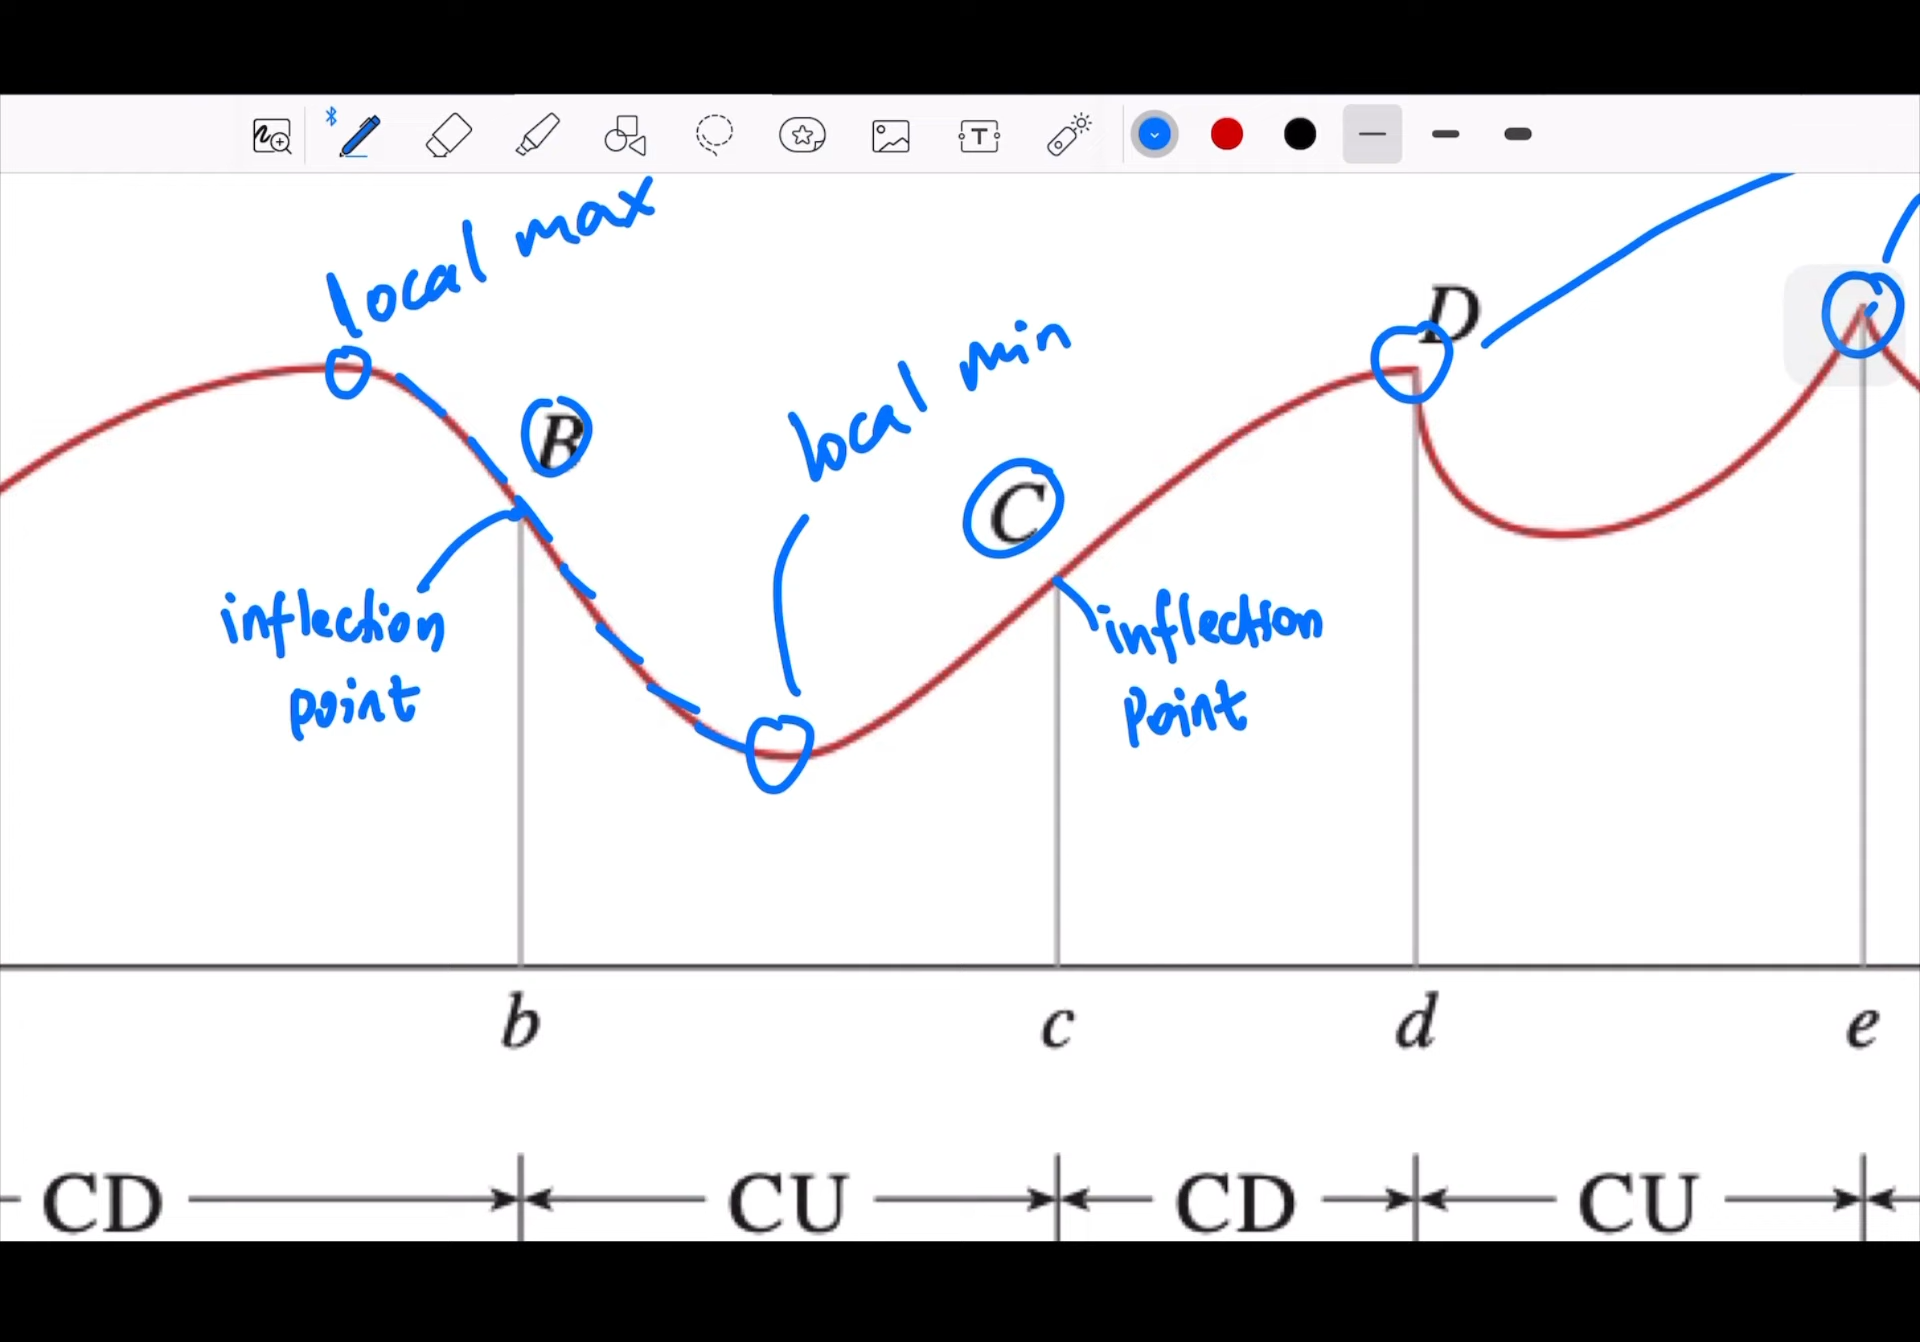 T
local max
D
local min
B
C
inflection
point
inflection
point
b c d e
CD CU CD CU